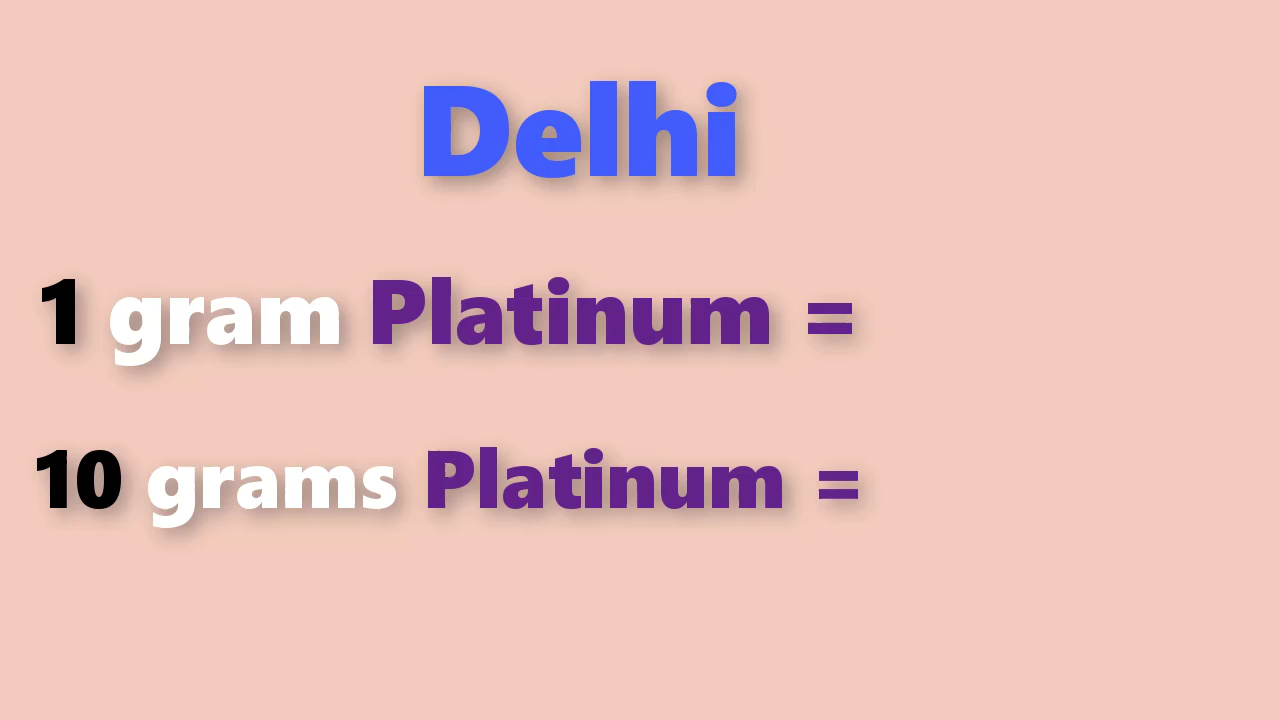 Delhi
1 gram Platinum =
10 grams Platinum =